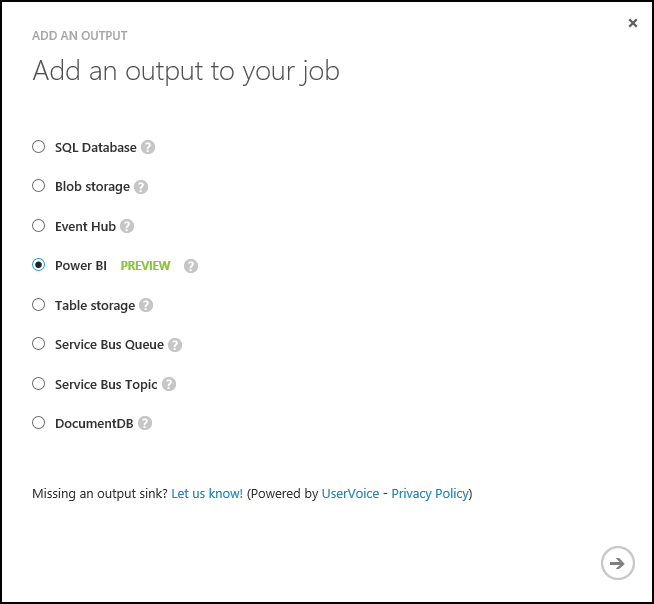 ADD AN OUTPUT
Add an output to your job
SQL Database ?
Blob storage ?
Event Hub ?
Power BI PREVIEW ?
Table storage ?
Service Bus Queue ?
Service Bus Topic ?
DocumentDB ?
Missing an output sink? Let us know! (Powered by UserVoice - Privacy Policy)